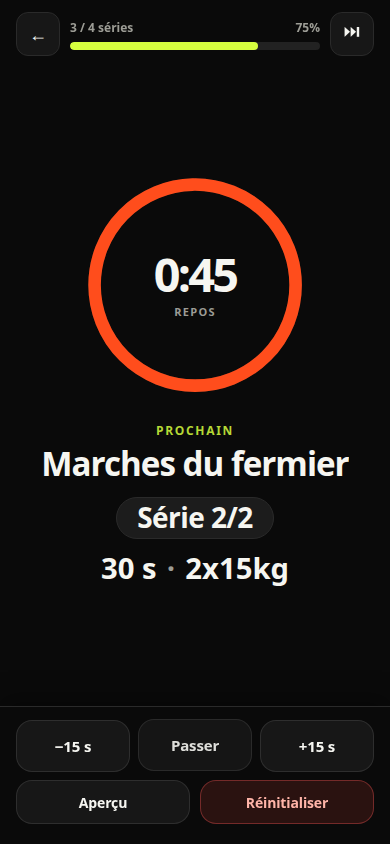 ←
3 / 4 séries
75%
⏭
0:45
REPOS
PROCHAIN
Marches du fermier
Série 2/2
30 s · 2x15kg
−15 s
Passer
+15 s
Aperçu
Réinitialiser